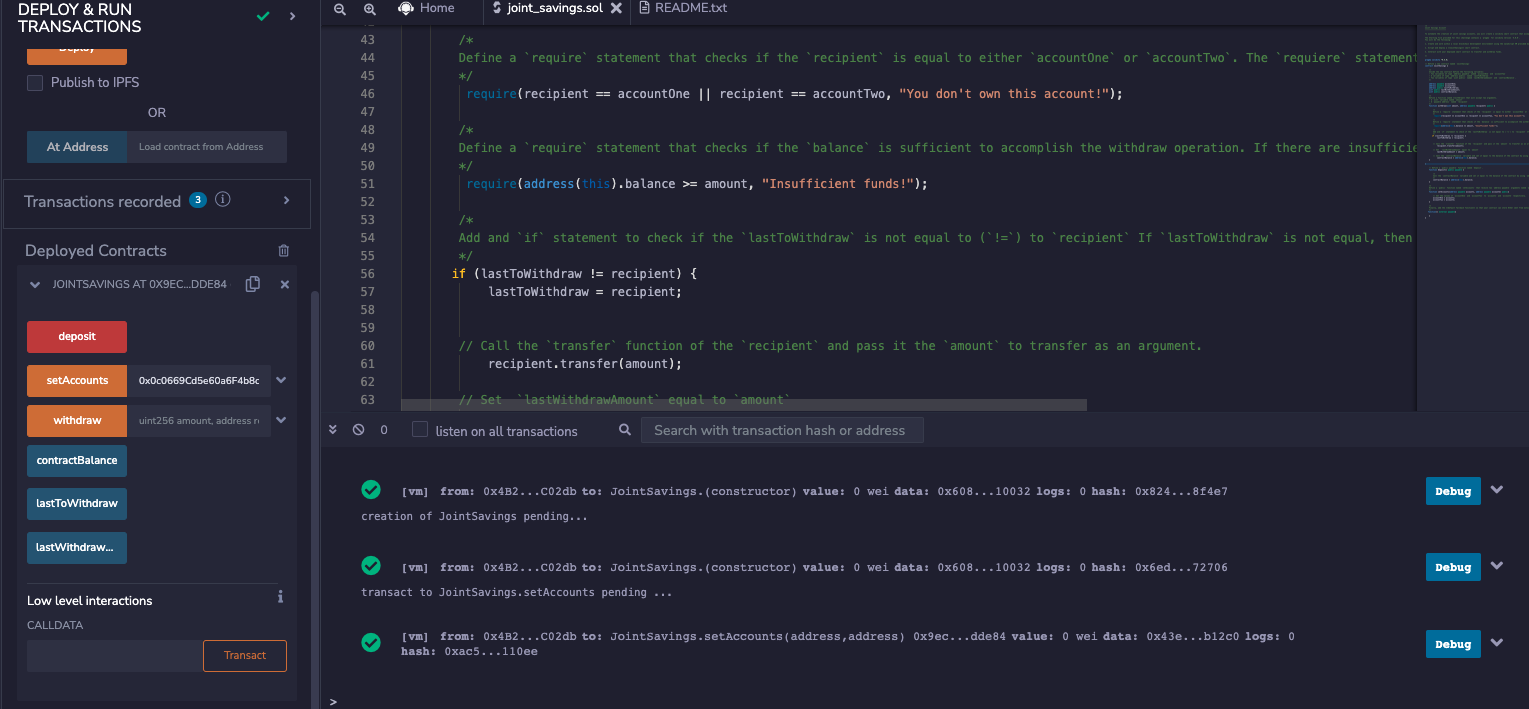 DEPLOY & RUN
TRANSACTIONS
Deploy
Publish to IPFS
OR
At Address
Load contract from Address
Transactions recorded 3 i
Deployed Contracts
JOINTSAVINGS AT 0X9EC...DDE84
deposit
setAccounts 0x0c0669Cd5e60a6F4b8c
withdraw uint256 amount, address re
contractBalance
lastToWithdraw
lastWithdraw...
Low level interactions i
CALLDATA
Transact
Home
joint_savings.sol
README.txt
43 /*
44 Define a `require` statement that checks if the `recipient` is equal to either `accountOne` or `accountTwo`. The `requiere` statement
45 */
46 require(recipient == accountOne || recipient == accountTwo, "You don't own this account!");
47
48 /*
49 Define a `require` statement that checks if the `balance` is sufficient to accomplish the withdraw operation. If there are insufficie
50 */
51 require(address(this).balance >= amount, "Insufficient funds!");
52
53 /*
54 Add and `if` statement to check if the `lastToWithdraw` is not equal to (`!=`) to `recipient` If `lastToWithdraw` is not equal, then
55 */
56 if (lastToWithdraw != recipient) {
57 lastToWithdraw = recipient;
58
59
60 // Call the `transfer` function of the `recipient` and pass it the `amount` to transfer as an argument.
61 recipient.transfer(amount);
62
63 // Set  `lastWithdrawAmount` equal to `amount`
0
listen on all transactions
Search with transaction hash or address
[vm] from: 0x4B2...C02db to: JointSavings.(constructor) value: 0 wei data: 0x608...10032 logs: 0 hash: 0x824...8f4e7
Debug
creation of JointSavings pending...
[vm] from: 0x4B2...C02db to: JointSavings.(constructor) value: 0 wei data: 0x608...10032 logs: 0 hash: 0x6ed...72706
Debug
transact to JointSavings.setAccounts pending ...
[vm] from: 0x4B2...C02db to: JointSavings.setAccounts(address,address) 0x9ec...dde84 value: 0 wei data: 0x43e...b12c0 logs: 0
hash: 0xac5...110ee
Debug
>